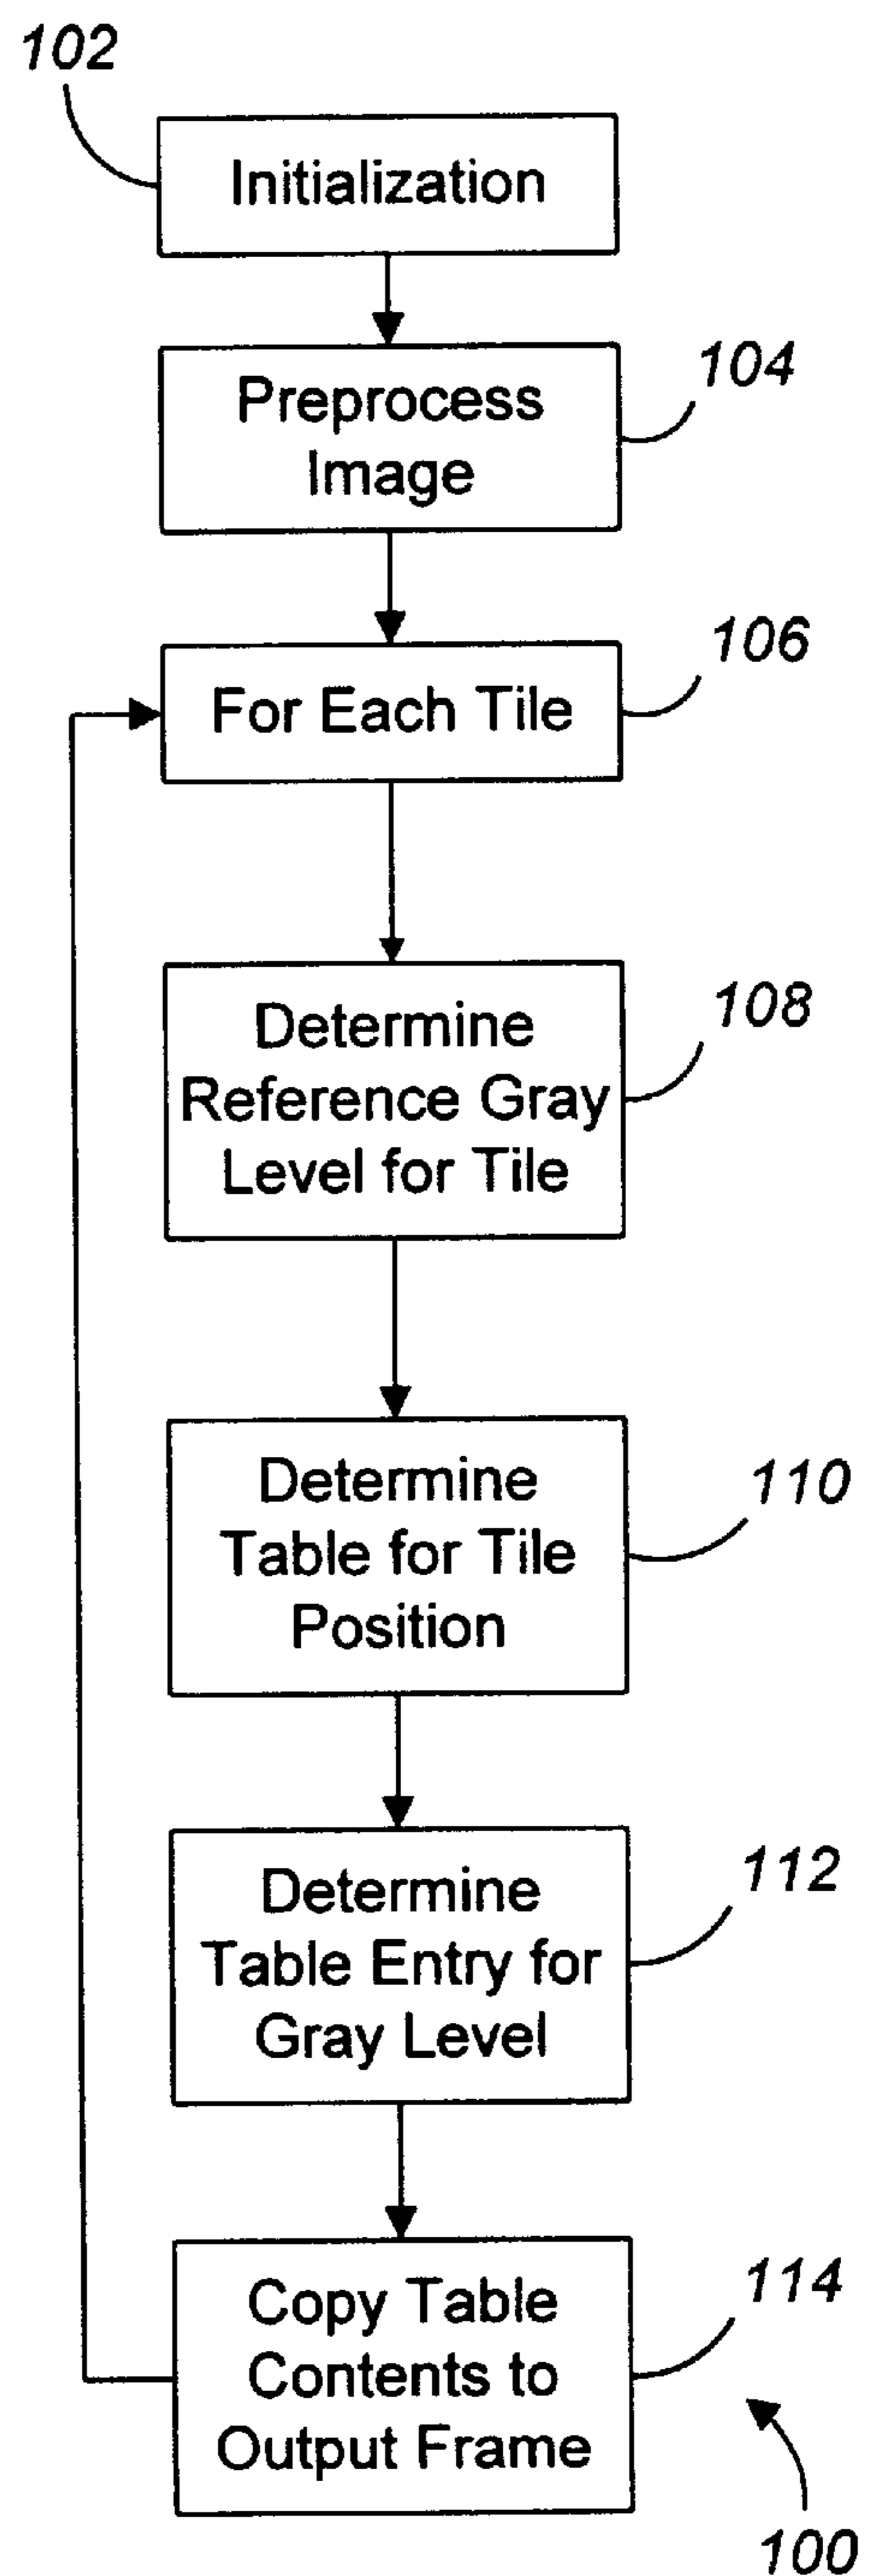 102
Initialization
104
Preprocess
Image
106
For Each Tile
108
Determine
Reference Gray
Level for Tile
110
Determine
Table for Tile
Position
112
Determine
Table Entry for
Gray Level
114
Copy Table
Contents to
Output Frame
100